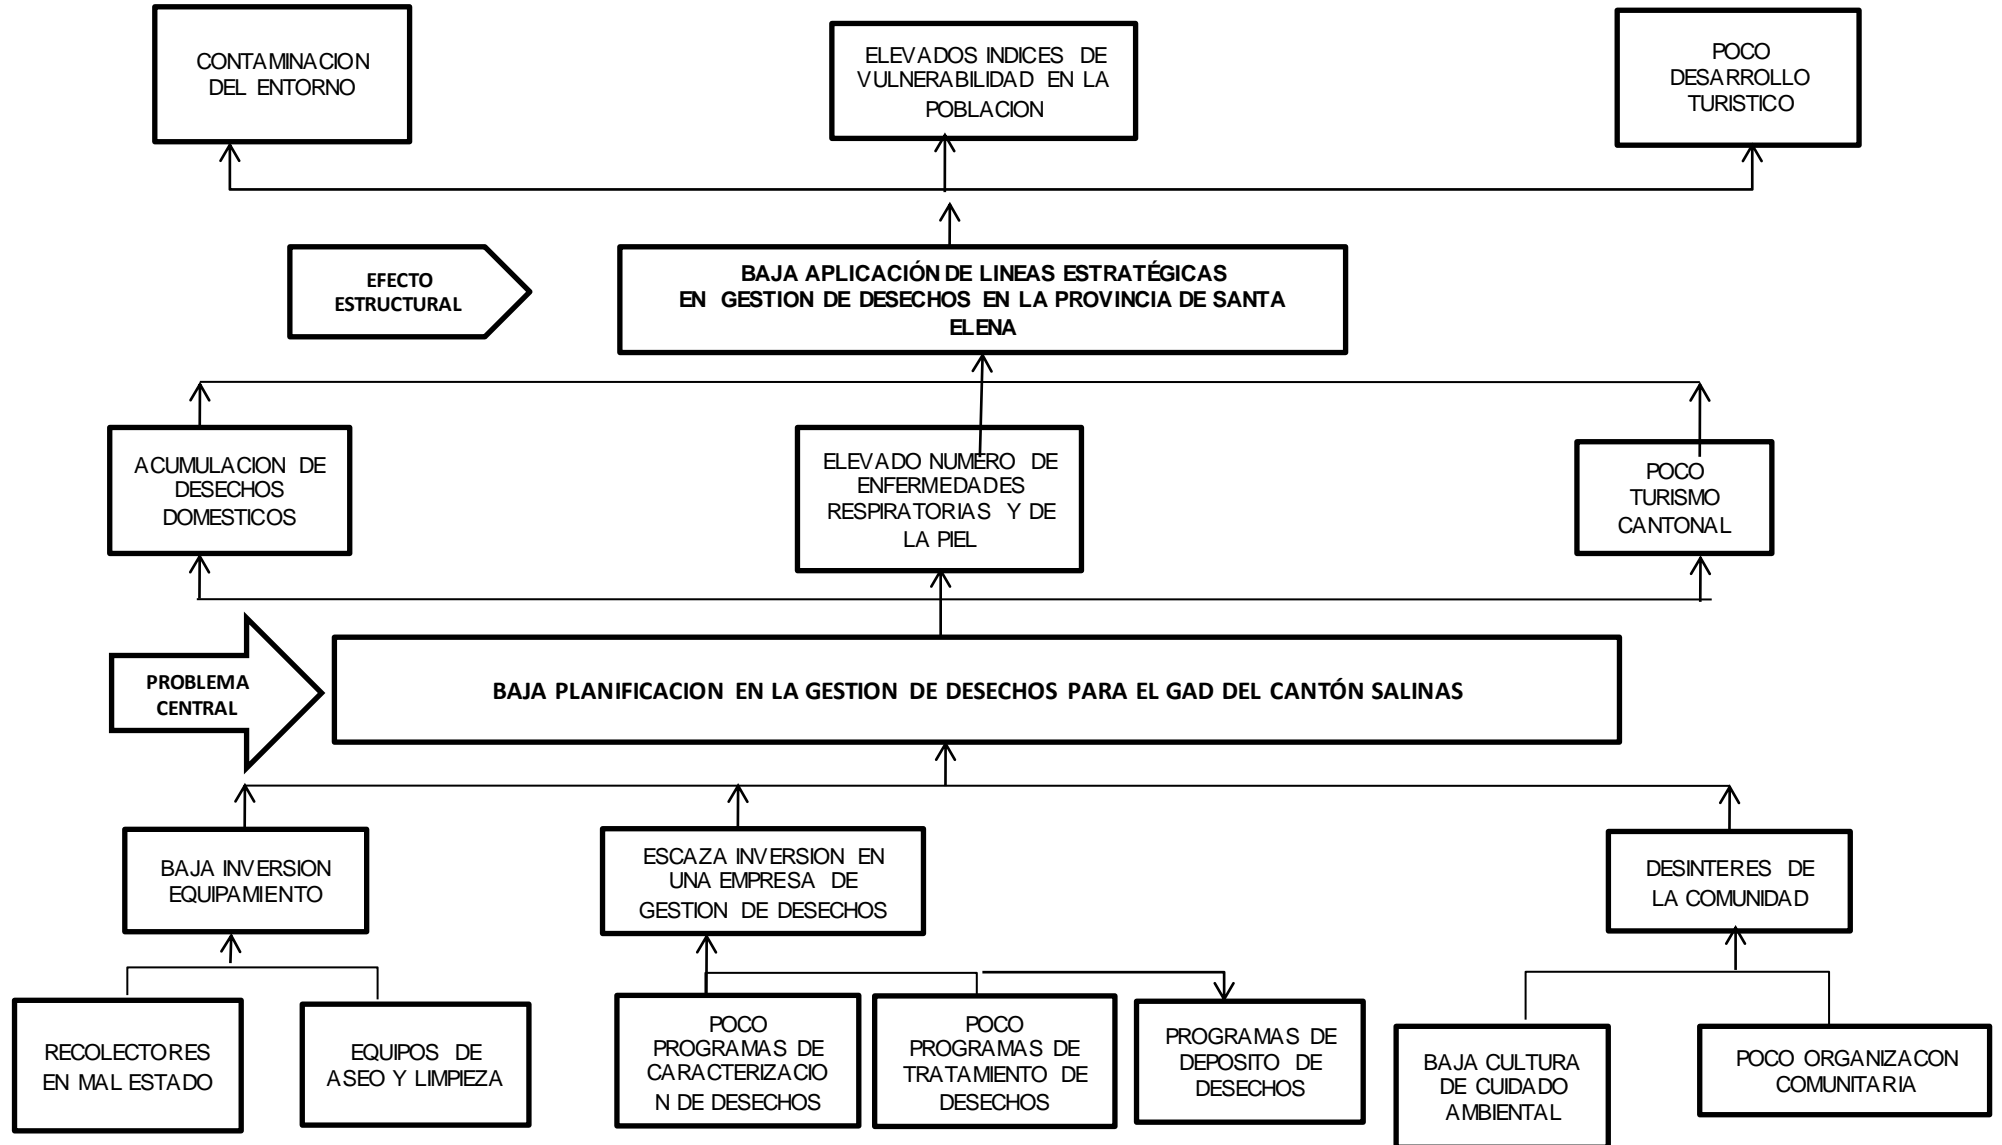 CONTAMINACION
DEL ENTORNO
ELEVADOS INDICES DE
VULNERABILIDAD EN LA
POBLACION
POCO
DESARROLLO
TURISTICO
EFECTO
ESTRUCTURAL
BAJA APLICACIÓN DE LINEAS ESTRATÉGICAS
EN GESTION DE DESECHOS EN LA PROVINCIA DE SANTA
ELENA
ACUMULACION DE
DESECHOS
DOMESTICOS
ELEVADO NUMERO DE
ENFERMEDADES
RESPIRATORIAS Y DE
LA PIEL
POCO
TURISMO
CANTONAL
PROBLEMA
CENTRAL
BAJA PLANIFICACION EN LA GESTION DE DESECHOS PARA EL GAD DEL CANTÓN SALINAS
BAJA INVERSION
EQUIPAMIENTO
ESCAZA INVERSION EN
UNA EMPRESA DE
GESTION DE DESECHOS
DESINTERES DE
LA COMUNIDAD
RECOLECTORES
EN MAL ESTADO
EQUIPOS DE
ASEO Y LIMPIEZA
POCO
PROGRAMAS DE
CARACTERIZACIO
N DE DESECHOS
POCO
PROGRAMAS DE
TRATAMIENTO DE
DESECHOS
PROGRAMAS DE
DEPOSITO DE
DESECHOS
BAJA CULTURA
DE CUIDADO
AMBIENTAL
POCO ORGANIZACON
COMUNITARIA